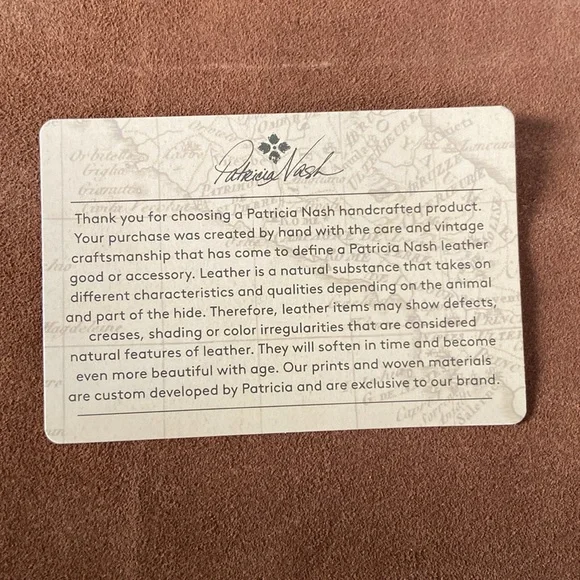 Patricia Nash
Thank you for choosing a Patricia Nash handcrafted product.
Your purchase was created by hand with the care and vintage
craftsmanship that has come to define a Patricia Nash leather
good or accessory. Leather is a natural substance that takes on
different characteristics and qualities depending on the animal
and part of the hide. Therefore, leather items may show defects,
creases, shading or color irregularities that are considered
natural features of leather. They will soften in time and become
even more beautiful with age. Our prints and woven materials
are custom developed by Patricia and are exclusive to our brand.